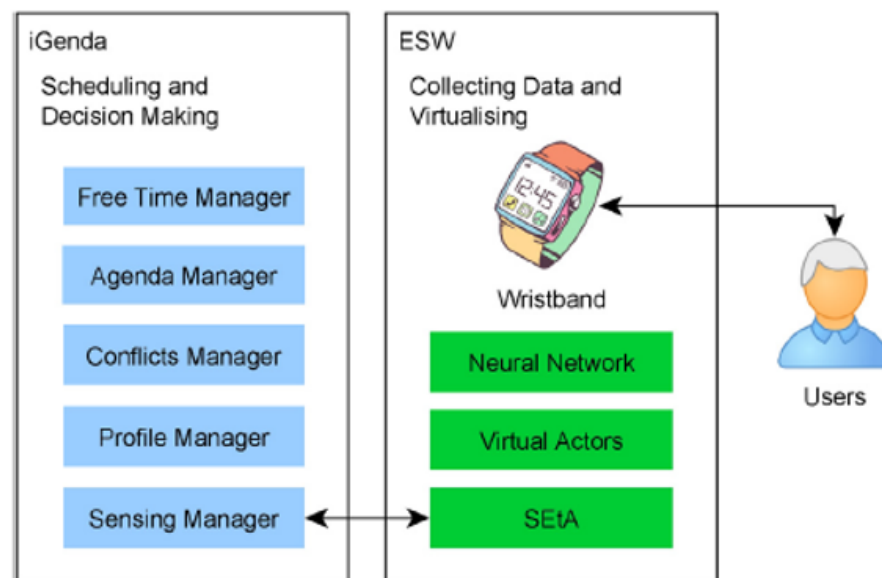 iGenda
Scheduling and
Decision Making
Free Time Manager
Agenda Manager
Conflicts Manager
Profile Manager
Sensing Manager
ESW
Collecting Data and
Virtualising
12:45
Wristband
Neural Network
Virtual Actors
SEtA
Users